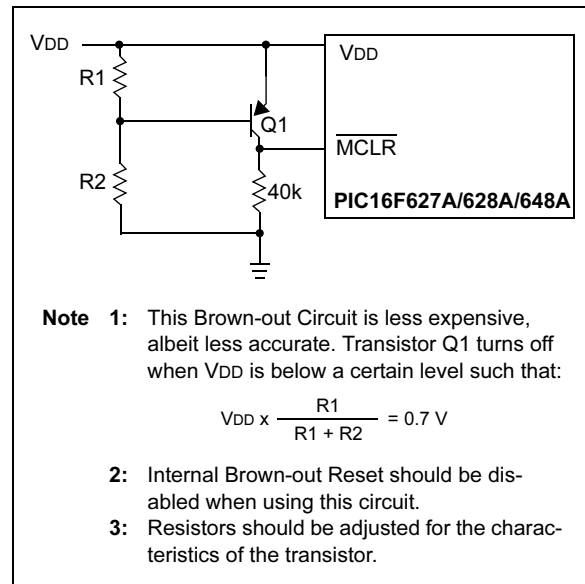 VDD
VDD
R1
Q1
MCLR
R2
40k
PIC16F627A/628A/648A
Note 1: This Brown-out Circuit is less expensive,
albeit less accurate. Transistor Q1 turns off
when VDD is below a certain level such that:
VDD x R1 / R1 + R2 = 0.7 V
2: Internal Brown-out Reset should be dis-
abled when using this circuit.
3: Resistors should be adjusted for the charac-
teristics of the transistor.